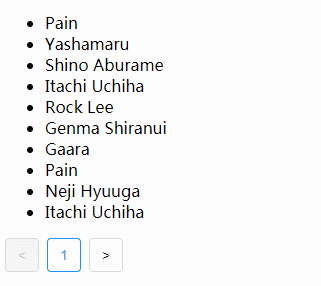 Pain
Yashamaru
Shino Aburame
Itachi Uchiha
Rock Lee
Genma Shiranui
Gaara
Pain
Neji Hyuuga
Itachi Uchiha
< 1 >